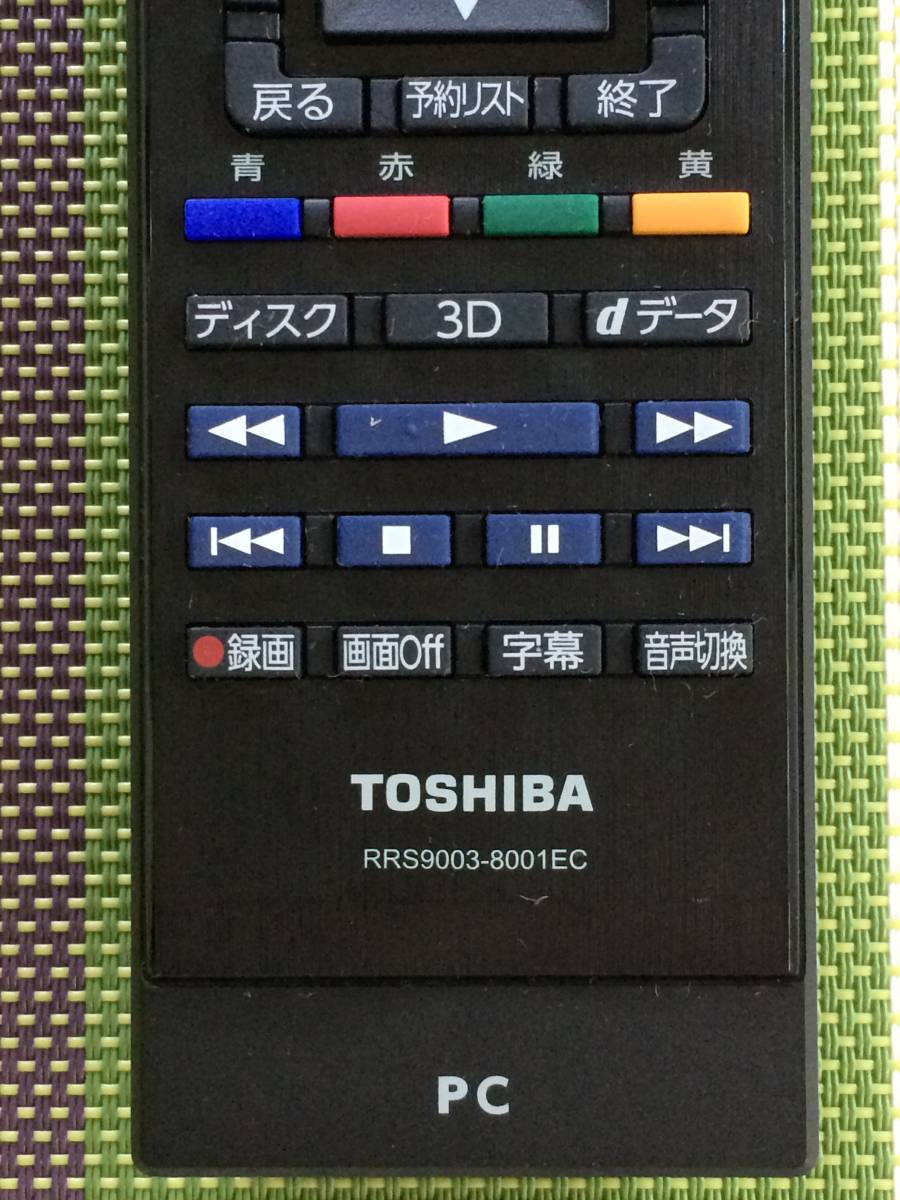 戻る 予約リスト 終了
青 赤 緑 黄
ディスク 3D dデータ
録画 画面Off 字幕 音声切換
TOSHIBA
RRS9003-8001EC
PC